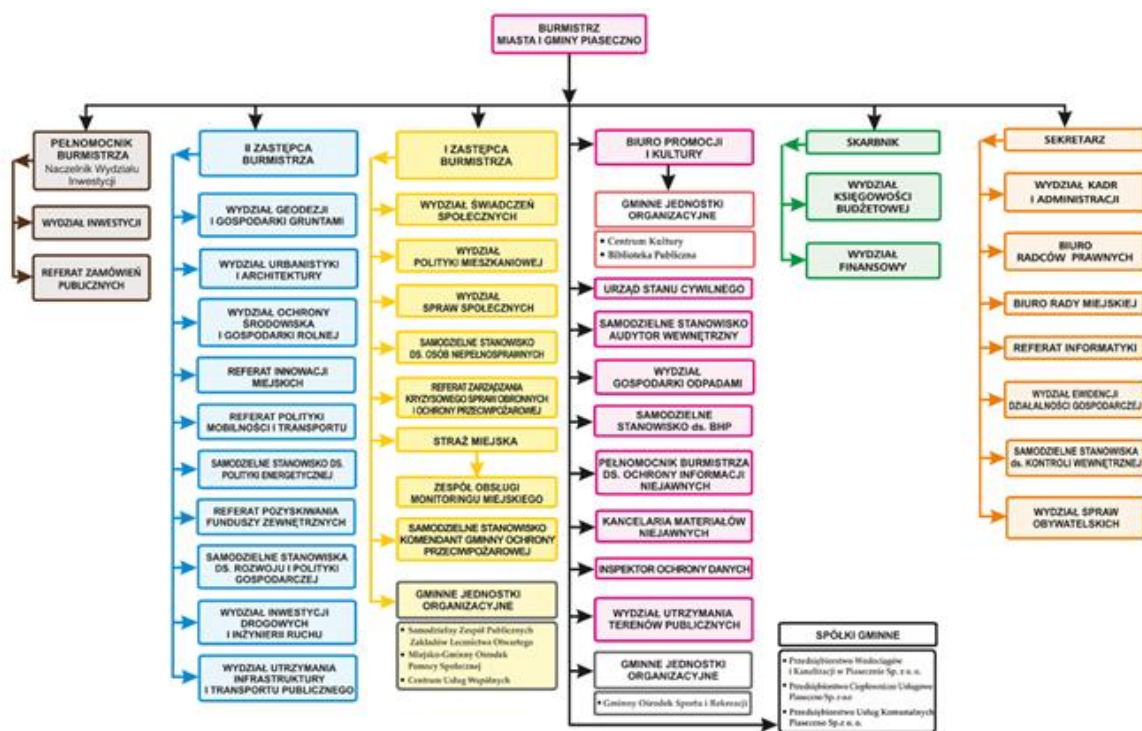 BURMISTRZ
MIASTA I GMINY PIASECZNO
PEŁNOMOCNIK
BURMISTRZA
Naczelnik Wydziału
Inwestycji
WYDZIAŁ INWESTYCJI
REFERAT ZAMÓWIEŃ
PUBLICZNYCH
II ZASTĘPCA
BURMISTRZA
WYDZIAŁ GEODEZJI
I GOSPODARKI GRUNTAMI
WYDZIAŁ URBANISTYKI
I ARCHITEKTURY
WYDZIAŁ OCHRONY
ŚRODOWISKA
I GOSPODARKI ROLNEJ
REFERAT INNOWACJI
MIEJSKICH
REFERAT POLITYKI
MOBILNOŚCI I TRANSPORTU
SAMODZIELNE STANOWISKO DS.
POLITYKI ENERGETYCZNEJ
REFERAT POZYSKIWANIA
FUNDUSZY ZEWNĘTRZNYCH
SAMODZIELNE STANOWISKA
DS. ROZWOJU I POLITYKI
GOSPODARCZEJ
WYDZIAŁ INWESTYCJI
DROGOWYCH
I INŻYNIERII RUCHU
WYDZIAŁ UTRZYMANIA
INFRASTRUKTURY
I TRANSPORTU PUBLICZNEGO
I ZASTĘPCA
BURMISTRZA
WYDZIAŁ ŚWIADCZEŃ
SPOŁECZNYCH
WYDZIAŁ
POLITYKI MIESZKANIOWEJ
WYDZIAŁ
SPRAW SPOŁECZNYCH
SAMODZIELNE STANOWISKO
DS. OSÓB NIEPEŁNOSPRAWNYCH
REFERAT ZARZĄDZANIA
KRYZYSOWEGO SPRAW OBRONNYCH
I OCHRONY PRZECIWPOŻAROWEJ
STRAŻ MIEJSKA
ZESPÓŁ OBSŁUGI
MONITORINGU MIEJSKIEGO
SAMODZIELNE STANOWISKO
KOMENDANT GMINNY OCHRONY
PRZECIWPOŻAROWEJ
GMINNE JEDNOSTKI
ORGANIZACYJNE
• Samodzielny Zespół Publicznych
Zakładów Lecznictwa Otwartego
• Miejsko-Gminny Ośrodek
Pomocy Społecznej
• Centrum Usług Wspólnych
BIURO PROMOCJI
I KULTURY
GMINNE JEDNOSTKI
ORGANIZACYJNE
• Centrum Kultury
• Biblioteka Publiczna
URZĄD STANU CYWILNEGO
SAMODZIELNE STANOWISKO
AUDYTOR WEWNĘTRZNY
WYDZIAŁ
GOSPODARKI ODPADAMI
SAMODZIELNE
STANOWISKO ds. BHP
PEŁNOMOCNIK BURMISTRZA
DS. OCHRONY INFORMACJI
NIEJAWNYCH
KANCELARIA MATERIAŁÓW
NIEJAWNYCH
INSPEKTOR OCHRONY DANYCH
WYDZIAŁ UTRZYMANIA
TERENÓW PUBLICZNYCH
GMINNE JEDNOSTKI
ORGANIZACYJNE
• Gminny Ośrodek Sportu i Rekreacji
SKARBNIK
WYDZIAŁ
KSIĘGOWOŚCI
BUDŻETOWEJ
WYDZIAŁ
FINANSOWY
SEKRETARZ
WYDZIAŁ KADR
I ADMINISTRACJI
BIURO
RADCÓW PRAWNYCH
BIURO RADY MIEJSKIEJ
REFERAT INFORMATYKI
WYDZIAŁ EWIDENCJI
DZIAŁALNOŚCI GOSPODARCZEJ
SAMODZIELNE STANOWISKA
ds. KONTROLI WEWNĘTRZNEJ
WYDZIAŁ SPRAW
OBYWATELSKICH
SPÓŁKI GMINNE
• Przedsiębiorstwo Wodociągów
i Kanalizacji w Piasecznie Sp. z o. o.
• Przedsiębiorstwo Ciepłowniczo Usługowe
Piaseczno Sp. z o.o
• Przedsiębiorstwo Usług Komunalnych
Piaseczno Sp.z o. o.